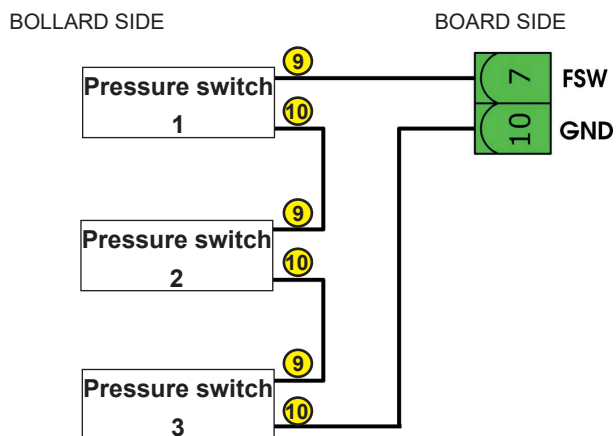 BOLLARD SIDE
BOARD SIDE
9
Pressure switch
1
10
7
FSW
10
GND
9
Pressure switch
2
10
9
Pressure switch
3
10